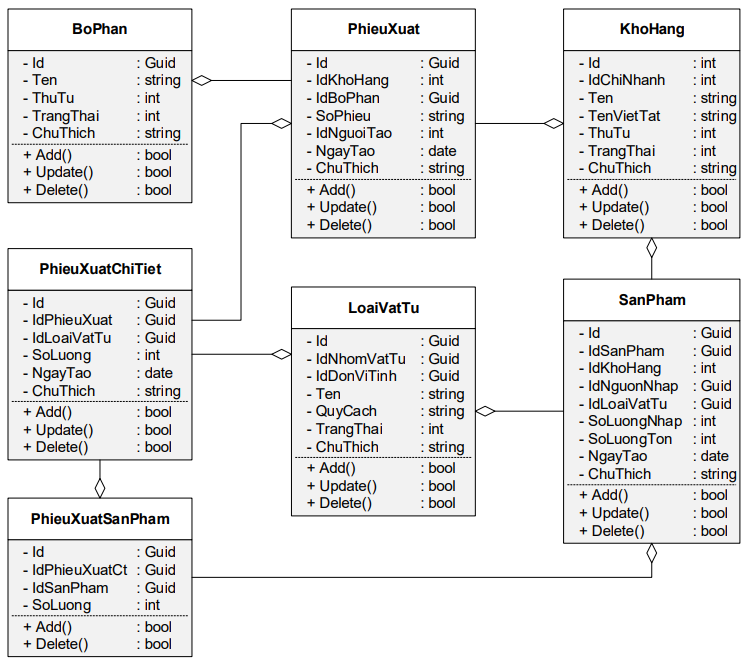 BoPhan
- Id : Guid
- Ten : string
- ThuTu : int
- TrangThai : int
- ChuThich : string
+ Add() : bool
+ Update() : bool
+ Delete() : bool
PhieuXuat
- Id : Guid
- IdKhoHang : int
- IdBoPhan : Guid
- SoPhieu : string
- IdNguoiTao : int
- NgayTao : date
- ChuThich : string
+ Add() : bool
+ Update() : bool
+ Delete() : bool
KhoHang
- Id : int
- IdChiNhanh : int
- Ten : string
- TenVietTat : string
- ThuTu : int
- TrangThai : int
- ChuThich : string
+ Add() : bool
+ Update() : bool
+ Delete() : bool
PhieuXuatChiTiet
- Id : Guid
- IdPhieuXuat : Guid
- IdLoaiVatTu : Guid
- SoLuong : int
- NgayTao : date
- ChuThich : string
+ Add() : bool
+ Update() : bool
+ Delete() : bool
LoaiVatTu
- Id : Guid
- IdNhomVatTu : Guid
- IdDonViTinh : Guid
- Ten : string
- QuyCach : string
- TrangThai : int
- ChuThich : string
+ Add() : bool
+ Update() : bool
+ Delete() : bool
SanPham
- Id : Guid
- IdSanPham : Guid
- IdKhoHang : int
- IdNguonNhap : Guid
- IdLoaiVatTu : Guid
- SoLuongNhap : int
- SoLuongTon : int
- NgayTao : date
- ChuThich : string
+ Add() : bool
+ Update() : bool
+ Delete() : bool
PhieuXuatSanPham
- Id : Guid
- IdPhieuXuatCt : Guid
- IdSanPham : Guid
- SoLuong : int
+ Add() : bool
+ Delete() : bool